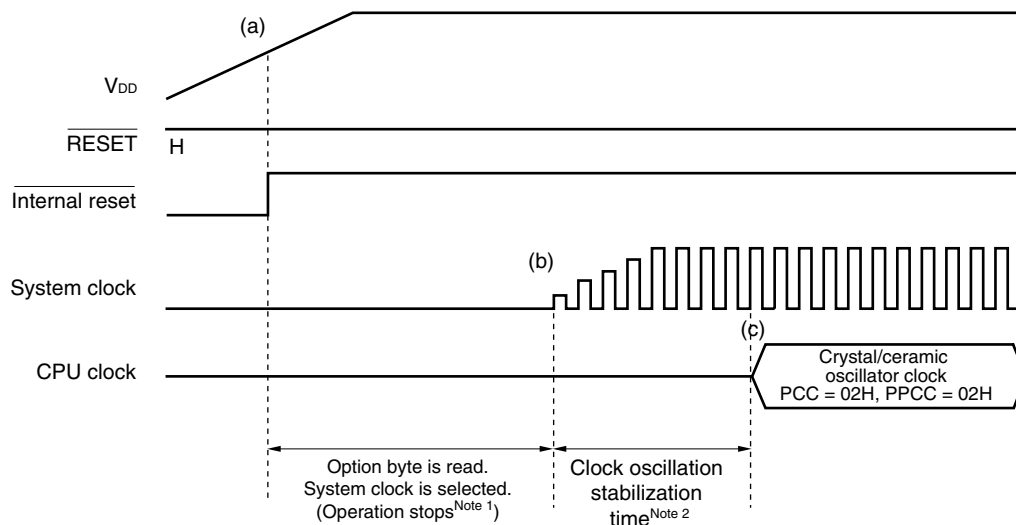 (a)
VDD
RESET
H
Internal reset
(b)
System clock
(c)
CPU clock
Crystal/ceramic
oscillator clock
PCC = 02H, PPCC = 02H
Option byte is read.
System clock is selected.
(Operation stopsNote 1)
Clock oscillation
stabilization
timeNote 2